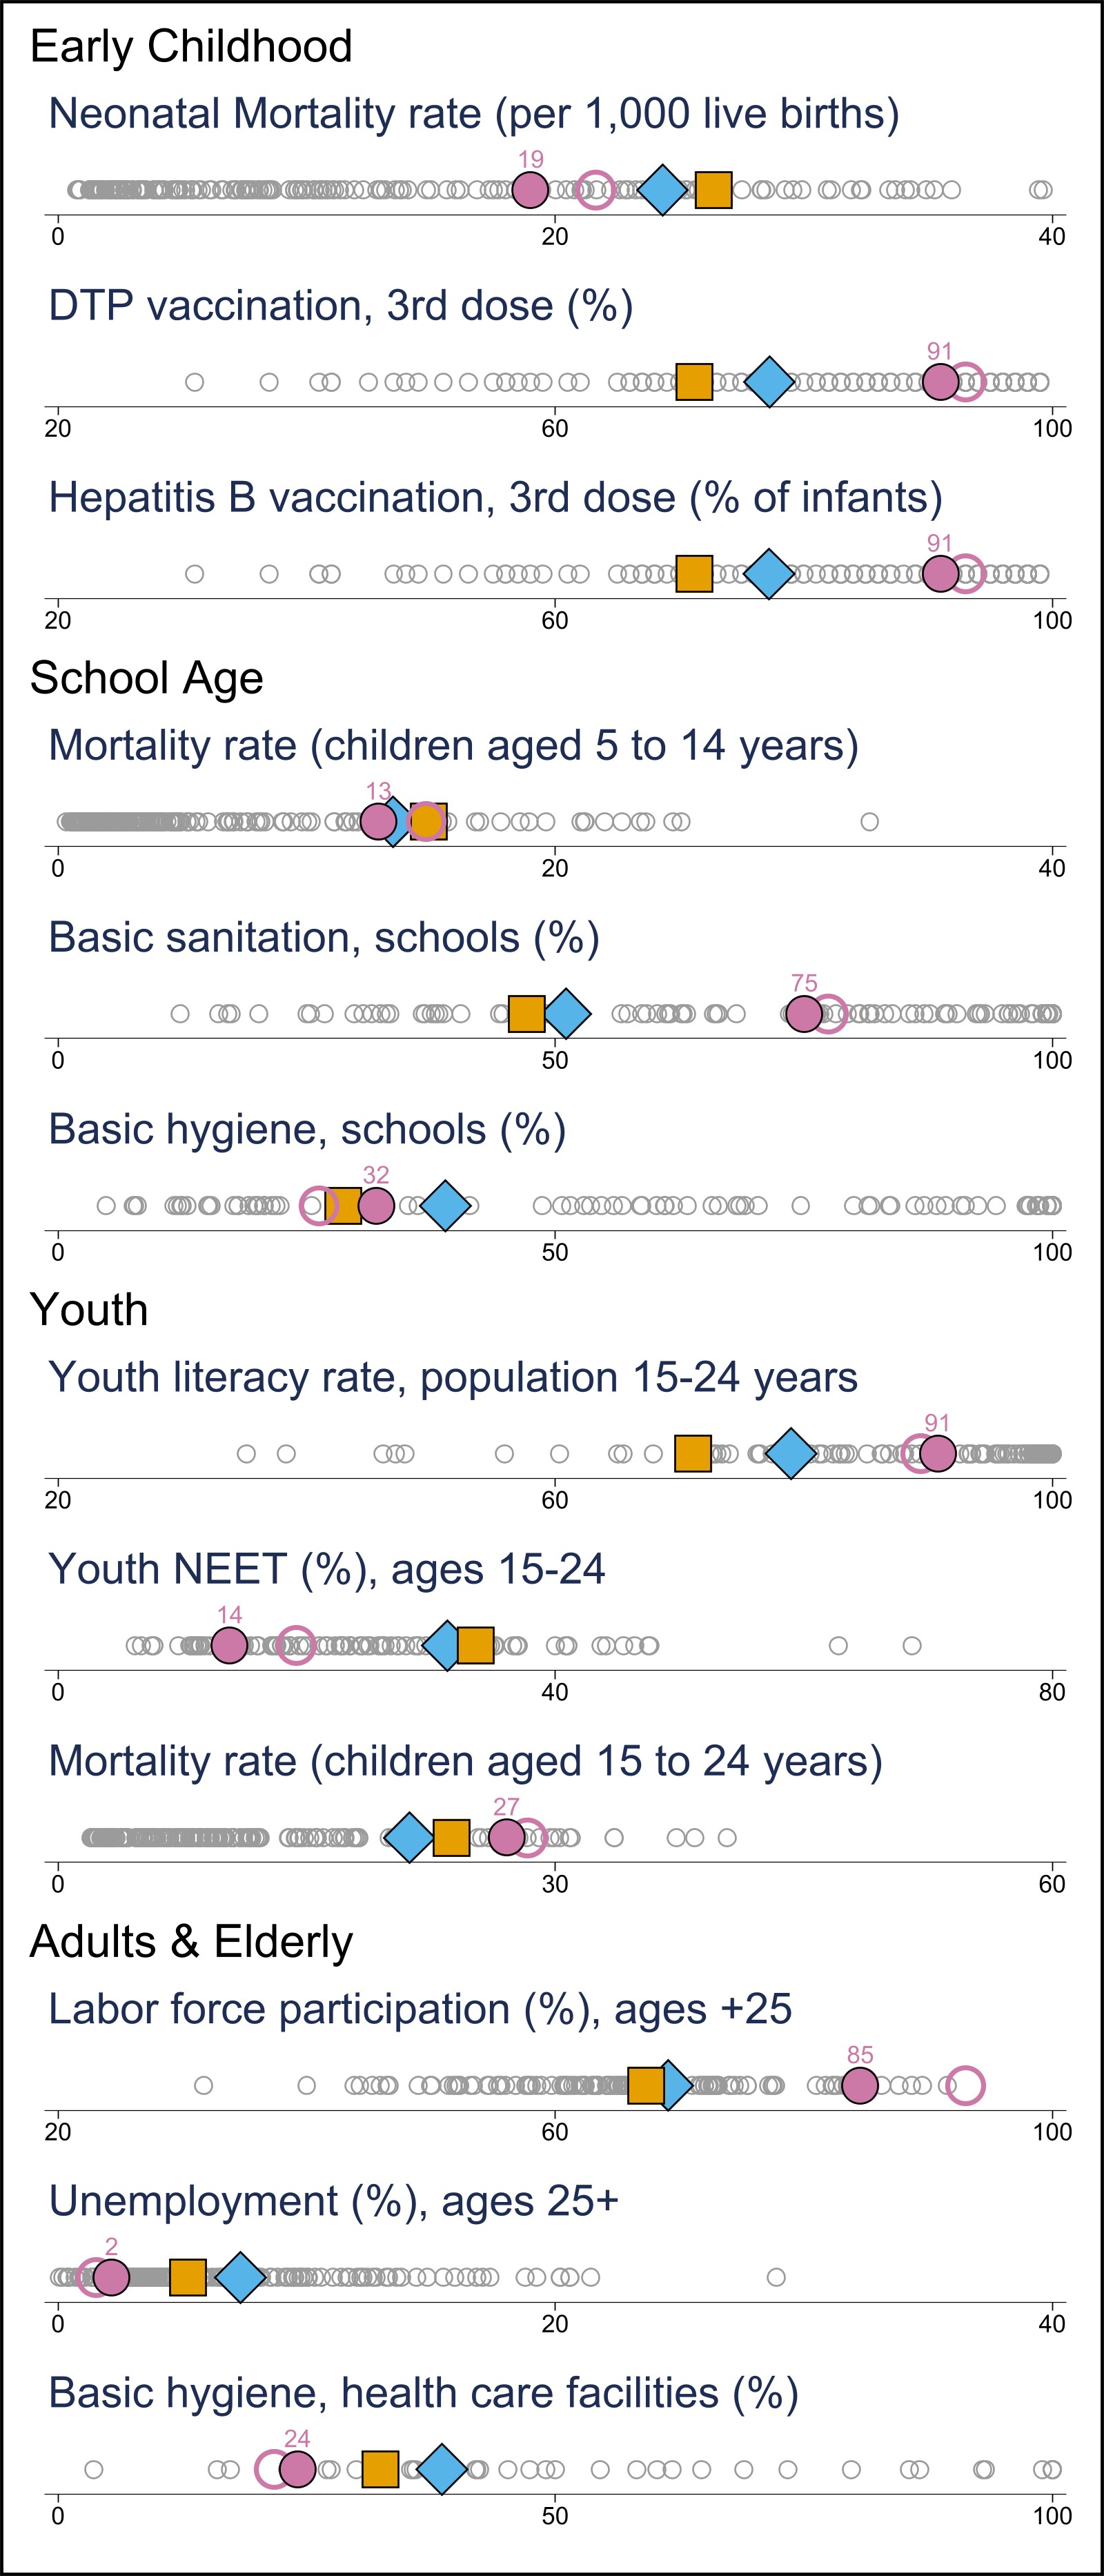 Early Childhood
Neonatal Mortality rate (per 1,000 live births)
19
0 20 40
DTP vaccination, 3rd dose (%)
91
20 60 100
Hepatitis B vaccination, 3rd dose (% of infants)
91
20 60 100
School Age
Mortality rate (children aged 5 to 14 years)
13
0 20 40
Basic sanitation, schools (%)
75
0 50 100
Basic hygiene, schools (%)
32
0 50 100
Youth
Youth literacy rate, population 15-24 years
91
20 60 100
Youth NEET (%), ages 15-24
14
0 40 80
Mortality rate (children aged 15 to 24 years)
27
0 30 60
Adults & Elderly
Labor force participation (%), ages +25
85
20 60 100
Unemployment (%), ages 25+
2
0 20 40
Basic hygiene, health care facilities (%)
24
0 50 100